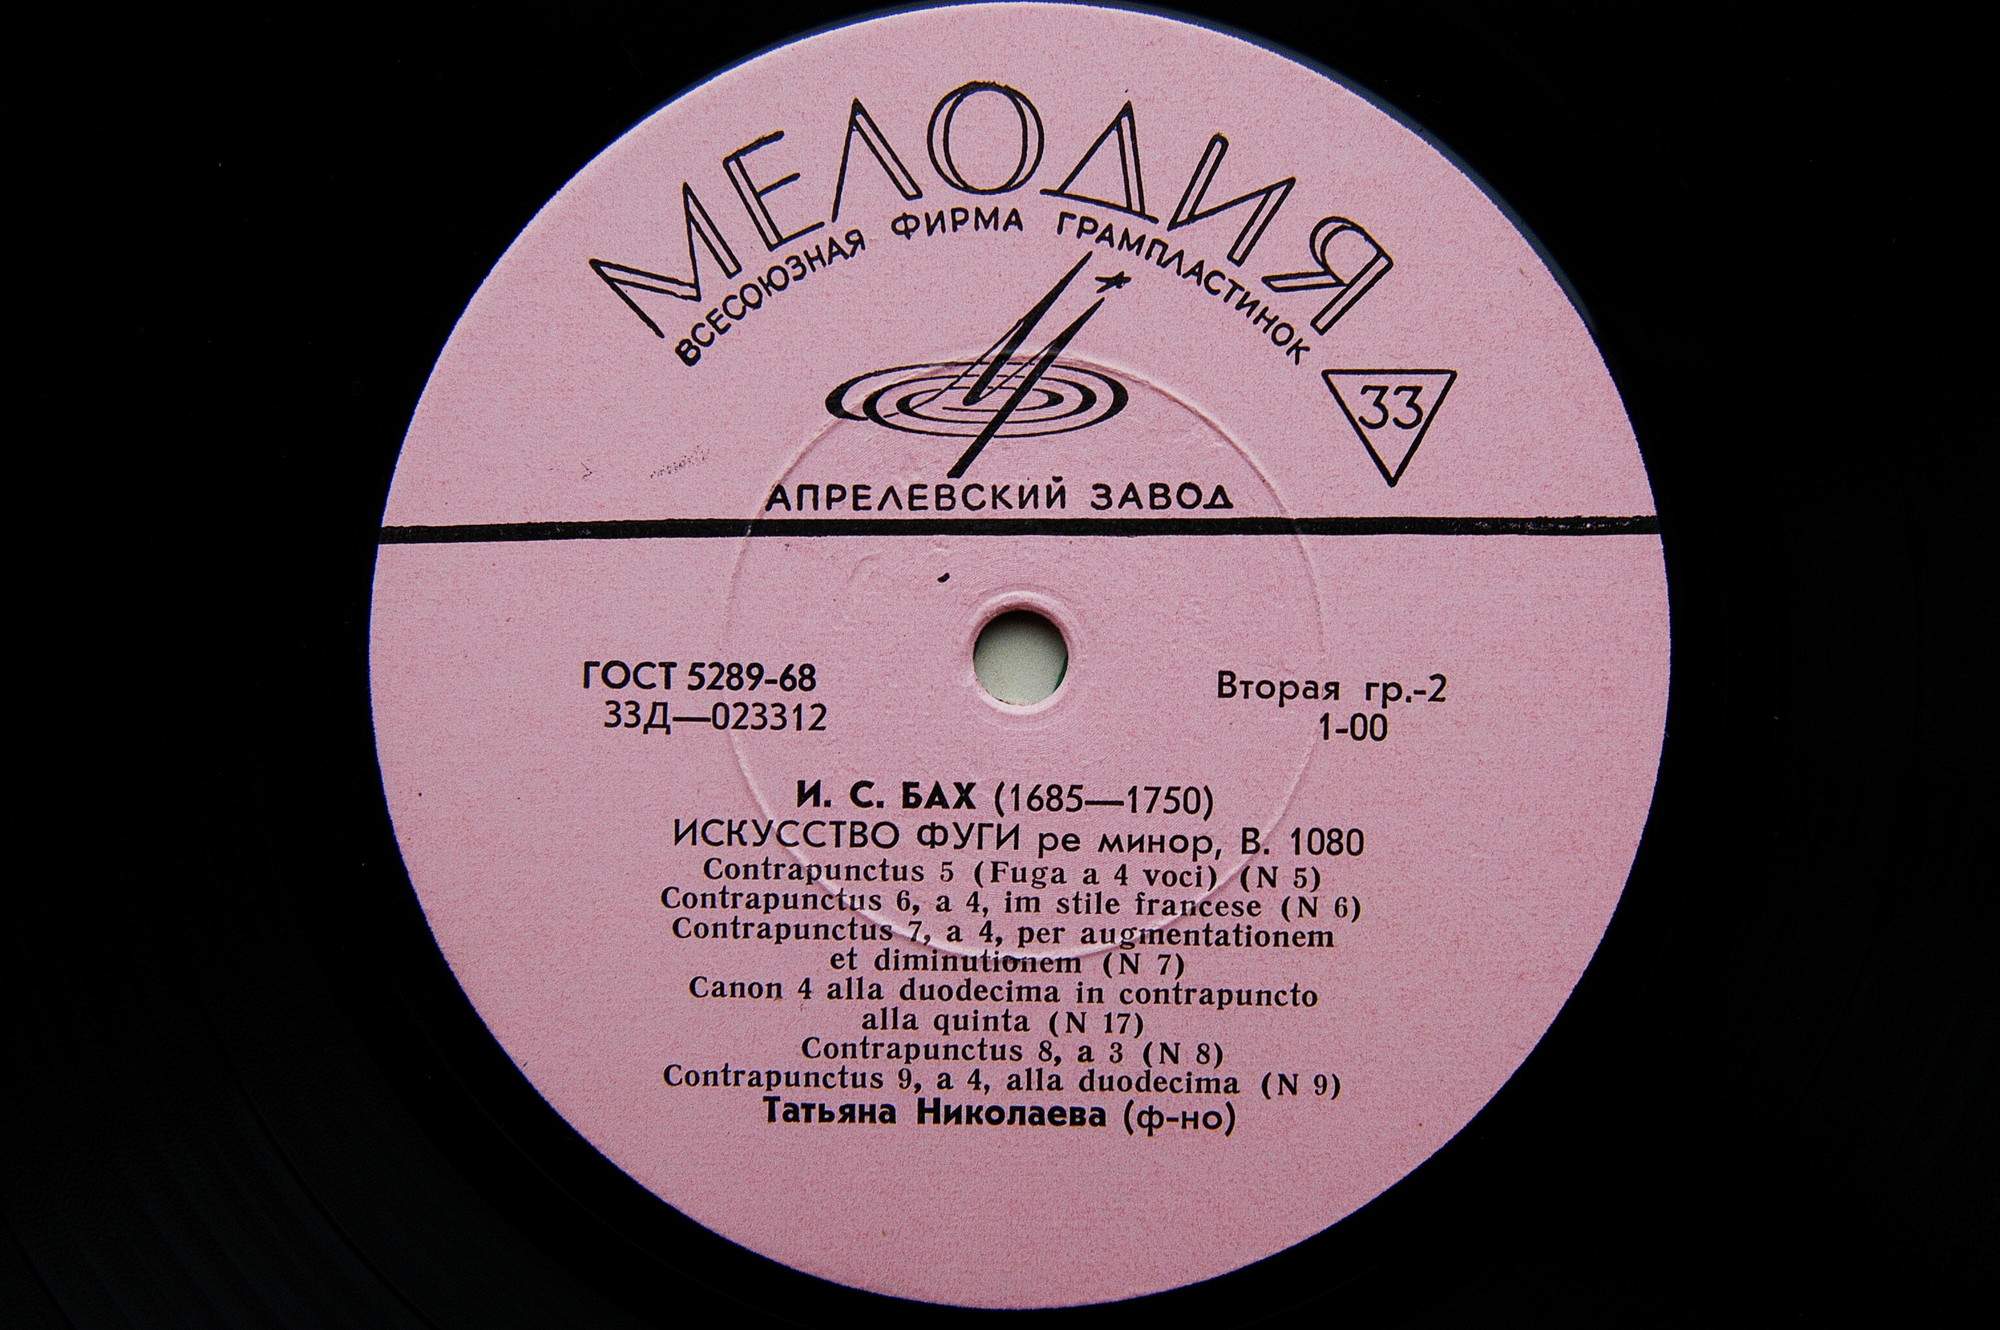 МЕЛОДИЯ
ВСЕСОЮЗНАЯ ФИРМА ГРАМПЛАСТИНОК
33
АПРЕЛЕВСКИЙ ЗАВОД
ГОСТ 5289-68
33Д—023312
Вторая гр.-2
1-00
И. С. БАХ (1685—1750)
ИСКУССТВО ФУГИ ре минор, В. 1080
Contrapunctus 5 (Fuga a 4 voci) (N 5)
Contrapunctus 6, a 4, im stile francese (N 6)
Contrapunctus 7, a 4, per augmentationem
et diminutionem (N 7)
Canon 4 alla duodecima in contrapuncto
alla quinta (N 17)
Contrapunctus 8, a 3 (N 8)
Contrapunctus 9, a 4, alla duodecima (N 9)
Татьяна Николаева (ф-но)